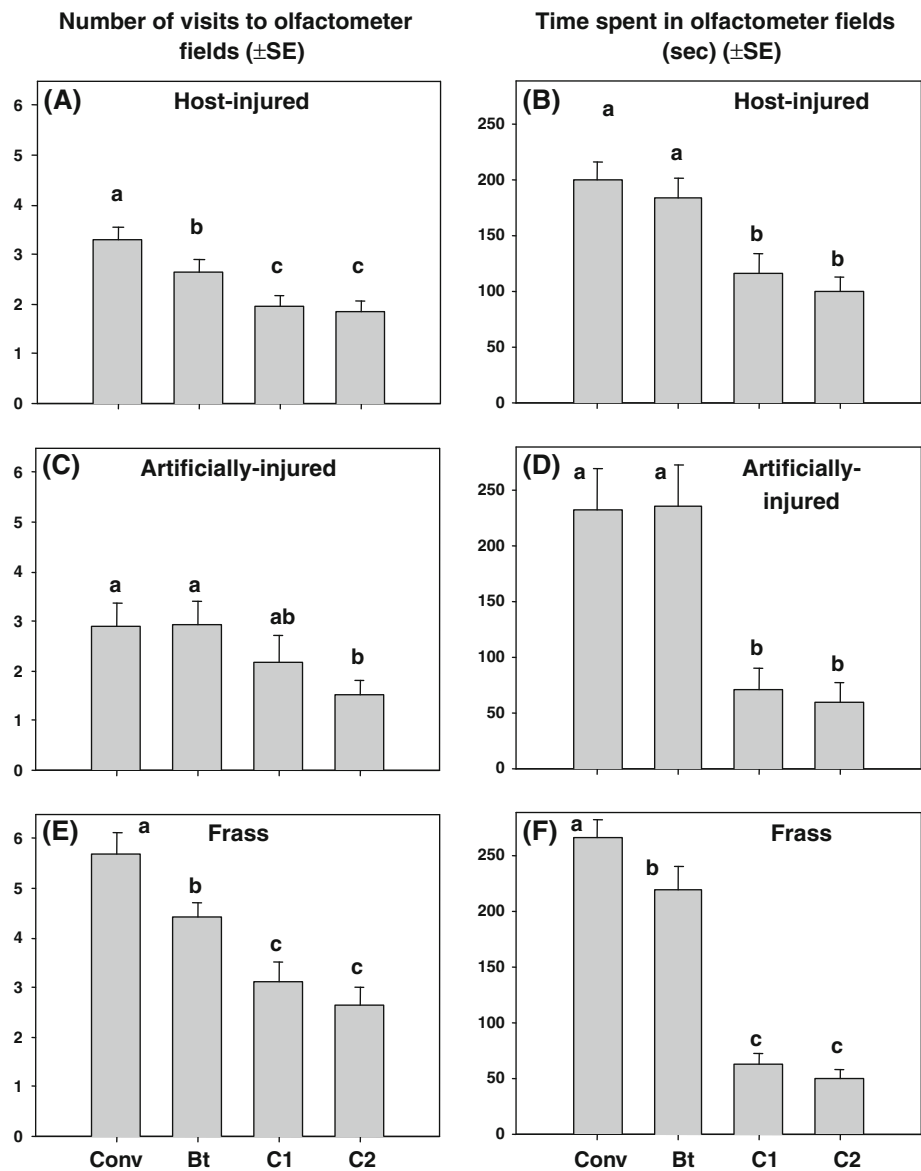 Number of visits to olfactometer
fields (±SE)
Time spent in olfactometer fields
(sec) (±SE)
(A) Host-injured
6
5
4
3
2
1
0
a
b
c
c
(B) Host-injured
250
200
150
100
50
0
a
a
b
b
(C) Artificially-injured
6
5
4
3
2
1
0
a
a
ab
b
(D) Artificially-
injured
250
200
150
100
50
0
a
a
b
b
(E) Frass
6
5
4
3
2
1
0
a
b
c
c
Conv Bt C1 C2
(F) Frass
250
200
150
100
50
0
a
b
c
c
Conv Bt C1 C2